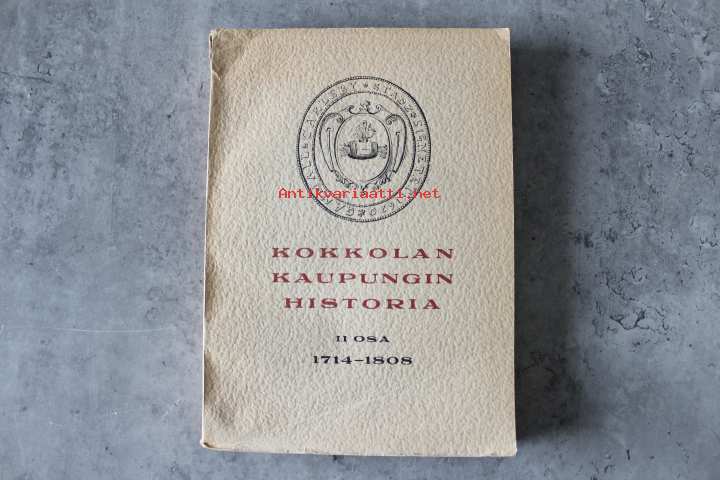 Antikvariaatti.net
KOKKOLAN
KAUPUNGIN
HISTORIA
II OSA
1714–1808